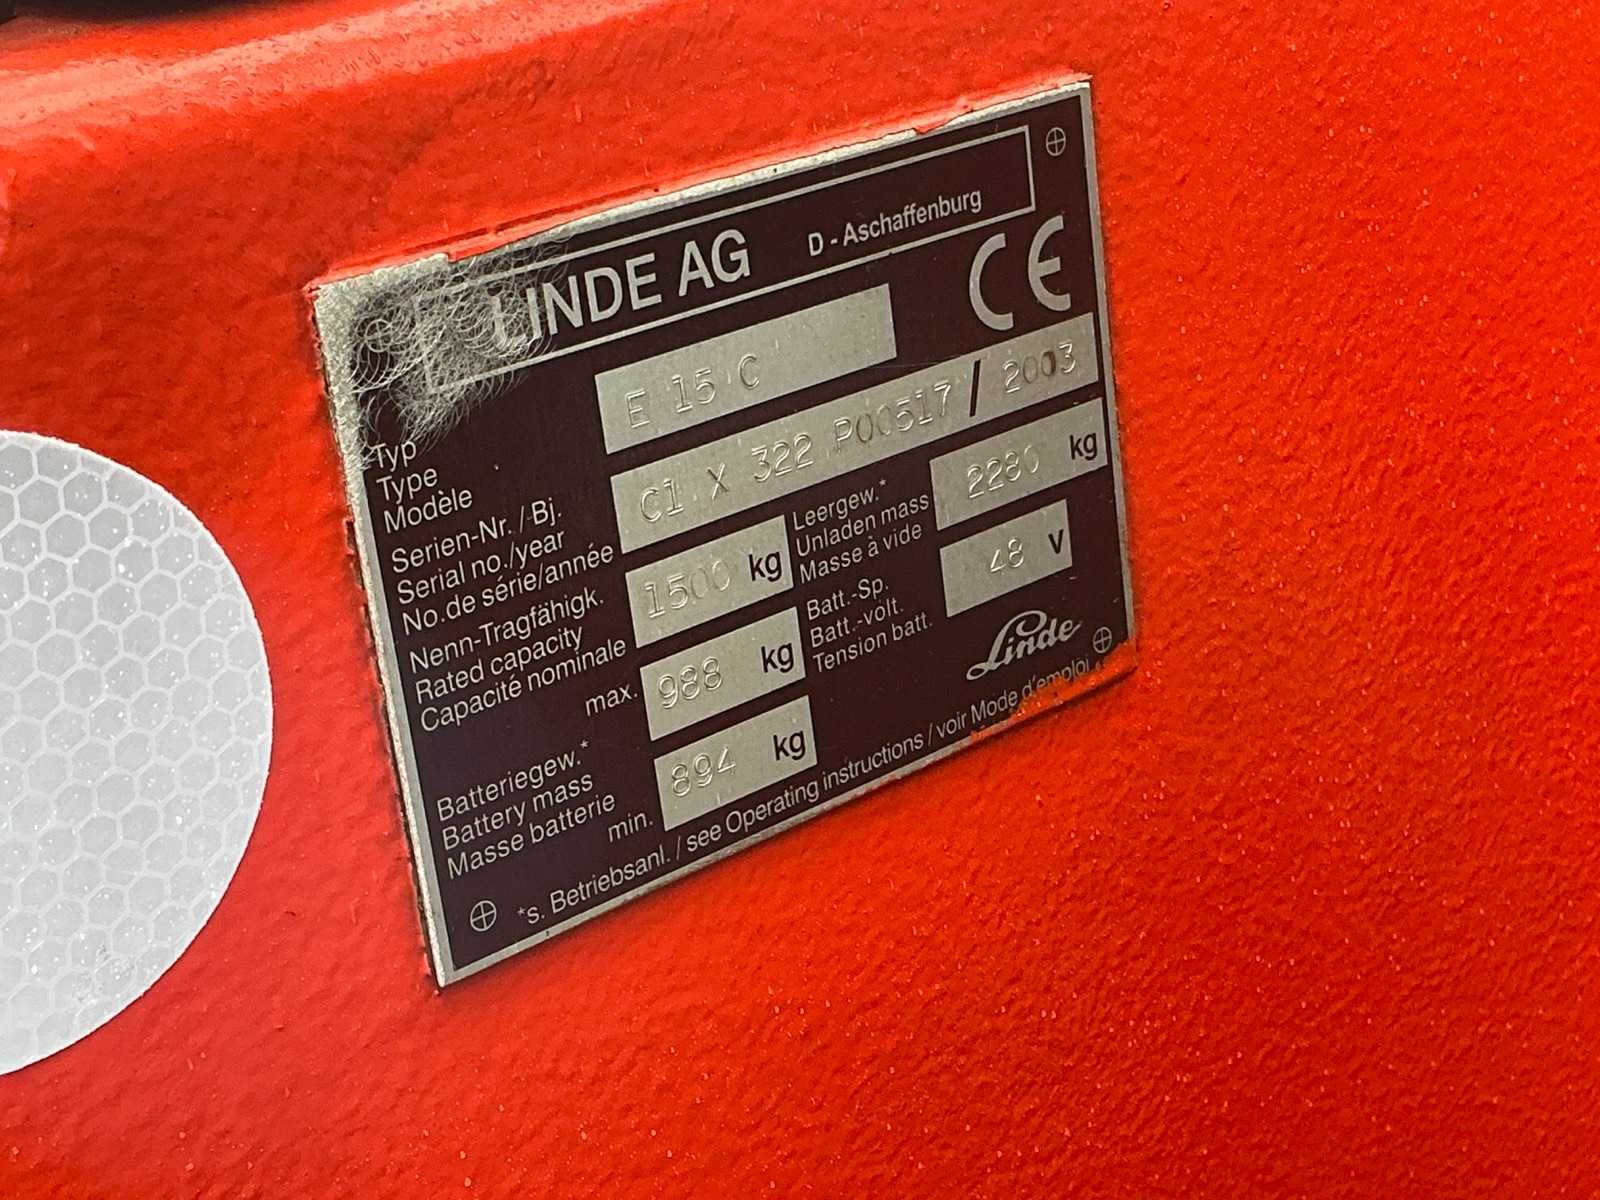 LINDE AG D - Aschaffenburg
CE
Typ
Type
Modèle
E 15 C
Serien-Nr. / Bj.
Serial no./year
No.de série/année
C1 X 322 P00517 / 2003
Nenn-Tragfähigk.
Rated capacity
Capacité nominale
1500 kg
Leergew.*
Unladen mass
Masse à vide
2280 kg
Batteriegew.*
Battery mass
Masse batterie
max. 988 kg
min. 894 kg
Batt.-Sp.
Batt.-volt.
Tension batt.
48 V
Linde
*s. Betriebsanl. / see Operating instructions / voir Mode d'emploi